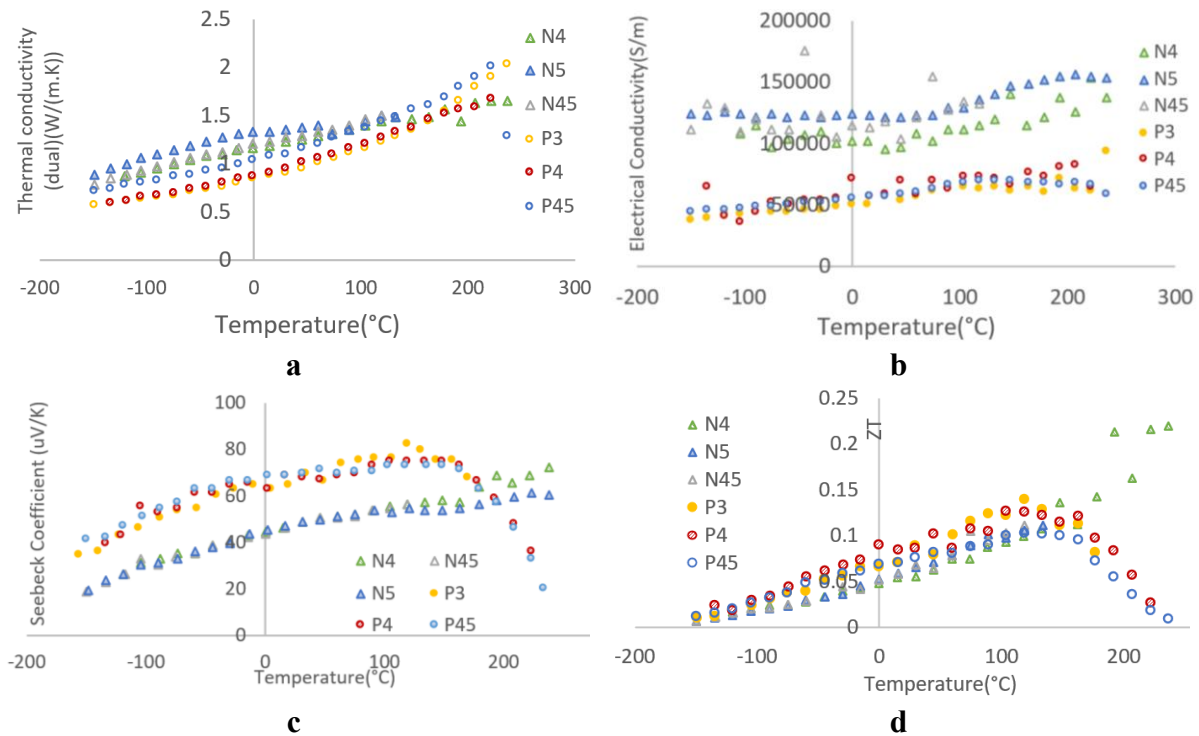 Thermal conductivity
(dual)(W/(m.K))
2.5
2
1.5
1
0.5
0
-200
-100
0
100
200
300
Temperature(°C)
N4
N5
N45
P3
P4
P45
a
Electrical Conductivity(S/m)
200000
150000
100000
50000
0
-200
-100
0
100
200
300
Temperature(°C)
N4
N5
N45
P3
P4
P45
b
Seebeck Coefficient (uV/K)
100
80
60
40
20
0
-100
0
100
200
Temperature(°C)
N4
N45
N5
P3
P4
P45
c
N4
N5
N45
P3
P4
P45
ZT
0.25
0.2
0.15
0.1
0.05
0
-200
-100
0
100
200
Temperature(°C)
d